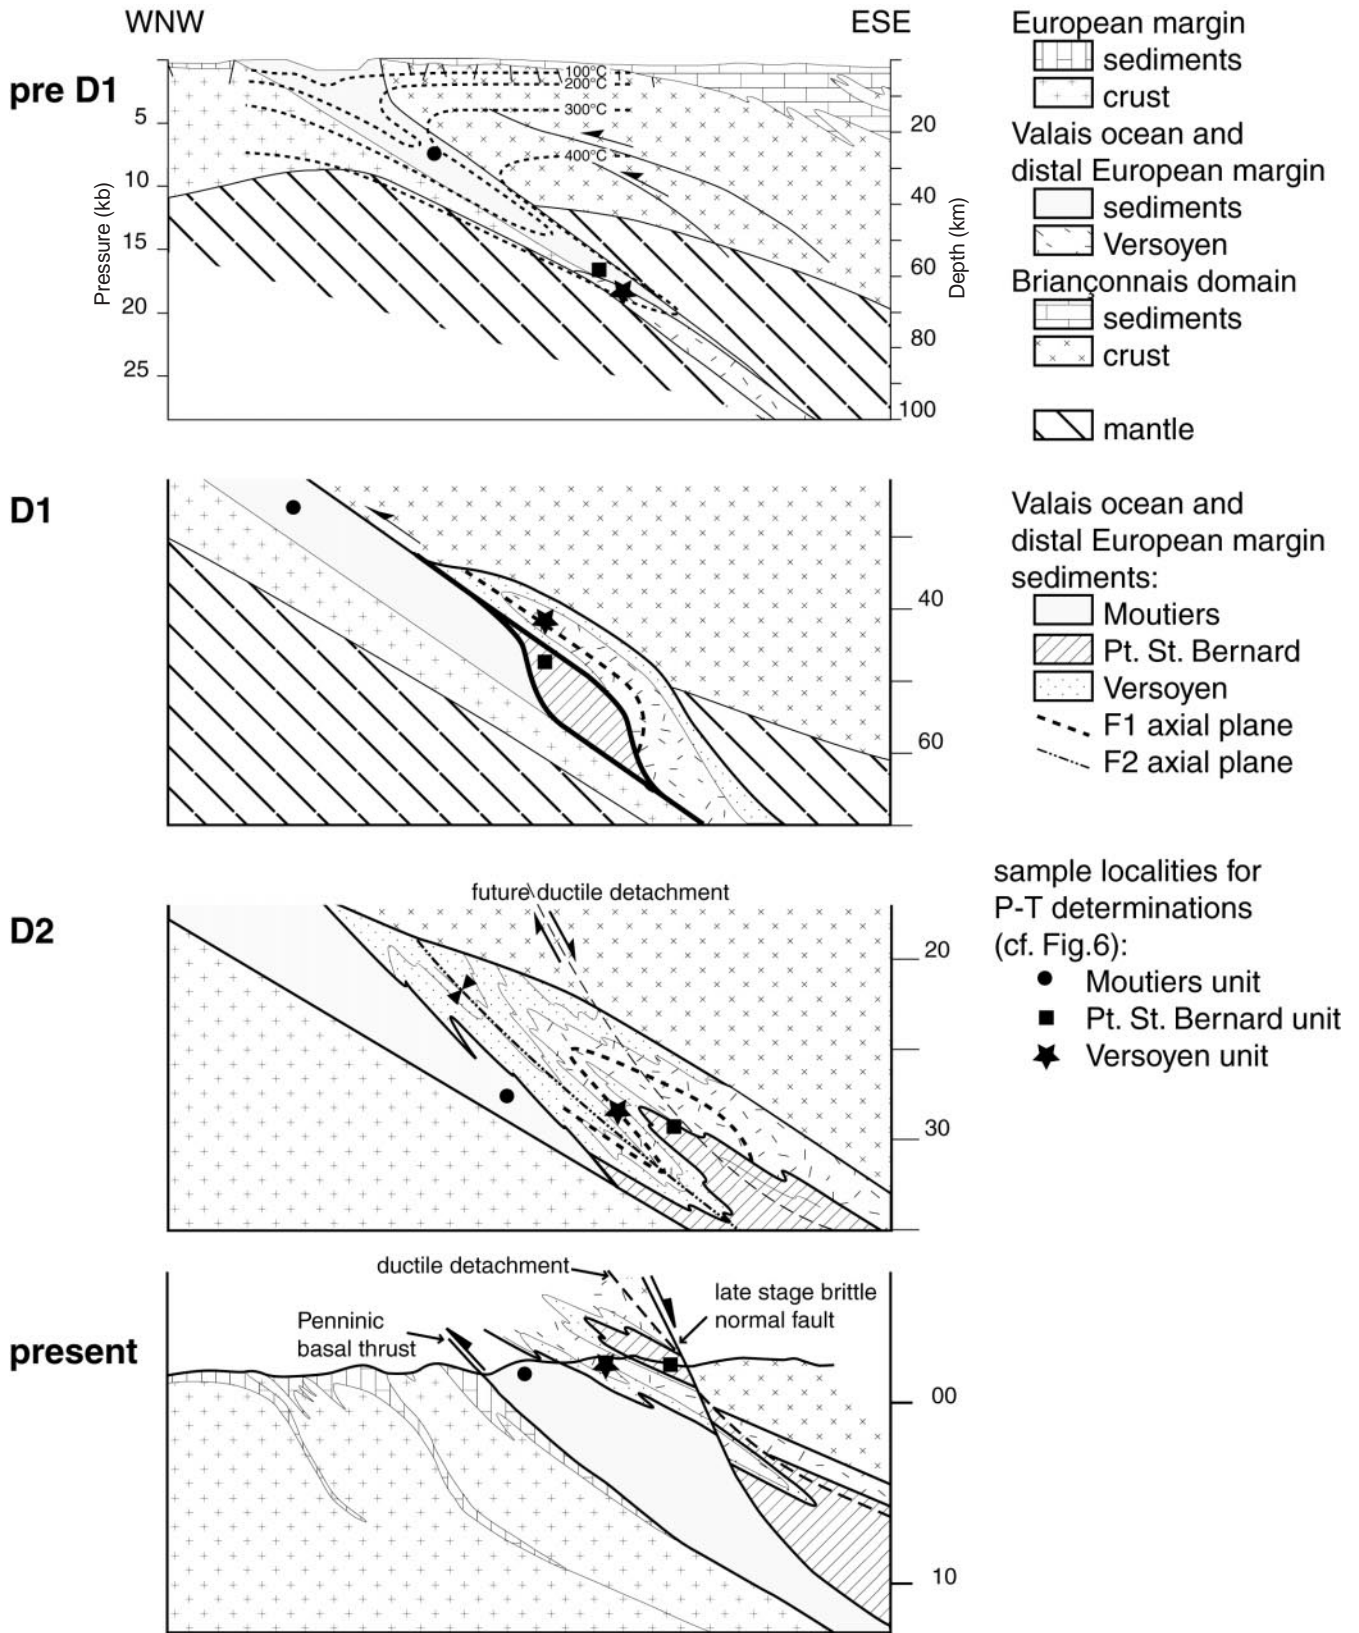 WNW
ESE
pre D1
100°C
200°C
300°C
400°C
5
10
15
20
25
Pressure (kb)
20
40
60
80
100
Depth (km)
European margin
sediments
crust
Valais ocean and
distal European margin
sediments
Versoyen
Briançonnais domain
sediments
crust
mantle
D1
40
60
Valais ocean and
distal European margin
sediments:
Moutiers
Pt. St. Bernard
Versoyen
F1 axial plane
F2 axial plane
D2
future ductile detachment
20
30
sample localities for
P-T determinations
(cf. Fig.6):
Moutiers unit
Pt. St. Bernard unit
Versoyen unit
present
ductile detachment
Penninic
basal thrust
late stage brittle
normal fault
00
10